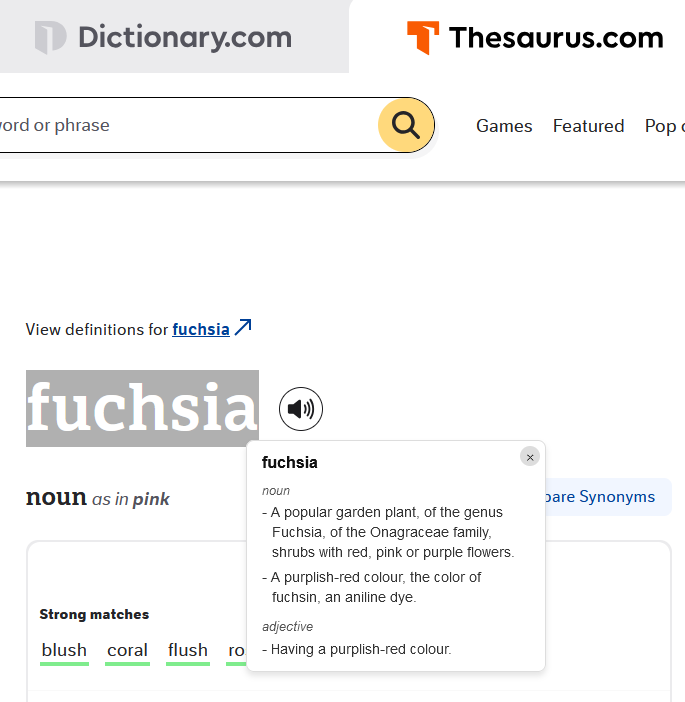 Dictionary.com
Thesaurus.com
word or phrase
Games Featured Pop
View definitions for fuchsia
fuchsia
fuchsia
noun
- A popular garden plant, of the genus
Fuchsia, of the Onagraceae family,
shrubs with red, pink or purple flowers.
- A purplish-red colour, the color of
fuchsin, an aniline dye.
adjective
- Having a purplish-red colour.
noun as in pink
Synonyms
Strong matches
blush coral flush